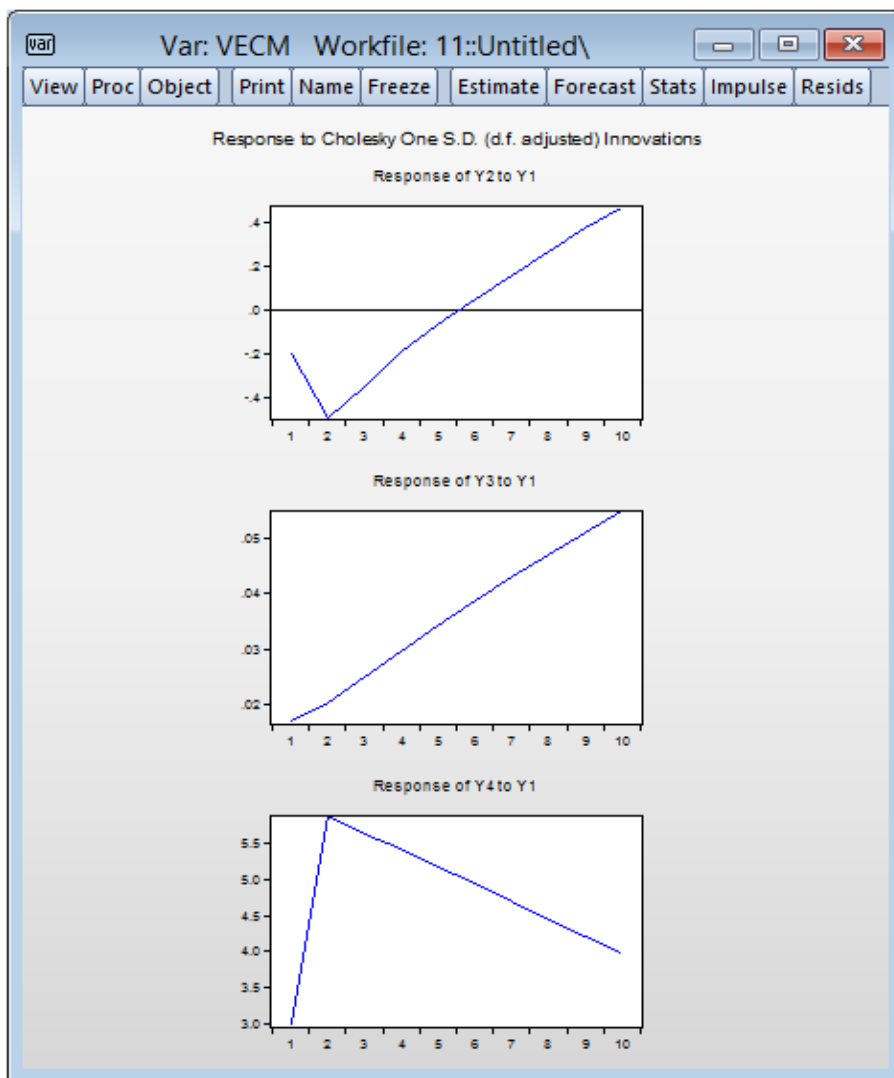 var Var: VECM Workfile: 11::Untitled\
View Proc Object Print Name Freeze Estimate Forecast Stats Impulse Resids
Response to Cholesky One S.D. (d.f. adjusted) Innovations
Response of Y2 to Y1
.4
.2
.0
-.2
-.4
1 2 3 4 5 6 7 8 9 10
Response of Y3 to Y1
.05
.04
.03
.02
1 2 3 4 5 6 7 8 9 10
Response of Y4 to Y1
5.5
5.0
4.5
4.0
3.5
3.0
1 2 3 4 5 6 7 8 9 10